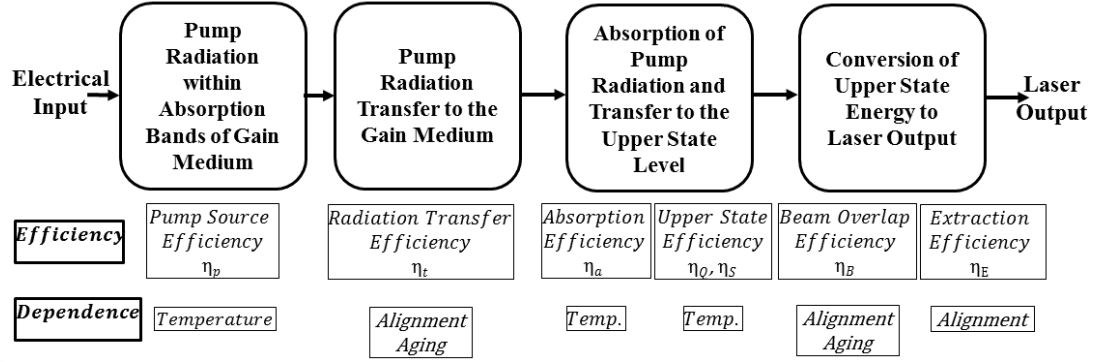 Electrical
Input
Pump
Radiation
within
Absorption
Bands of Gain
Medium
Pump
Radiation
Transfer to the
Gain Medium
Absorption of
Pump
Radiation and
Transfer to the
Upper State
Level
Conversion of
Upper State
Energy to
Laser Output
Laser
Output
Efficiency
Pump Source
Efficiency
η_p
Radiation Transfer
Efficiency
η_t
Absorption
Efficiency
η_a
Upper State
Efficiency
η_Q, η_S
Beam Overlap
Efficiency
η_B
Extraction
Efficiency
η_E
Dependence
Temperature
Alignment
Aging
Temp.
Temp.
Alignment
Aging
Alignment